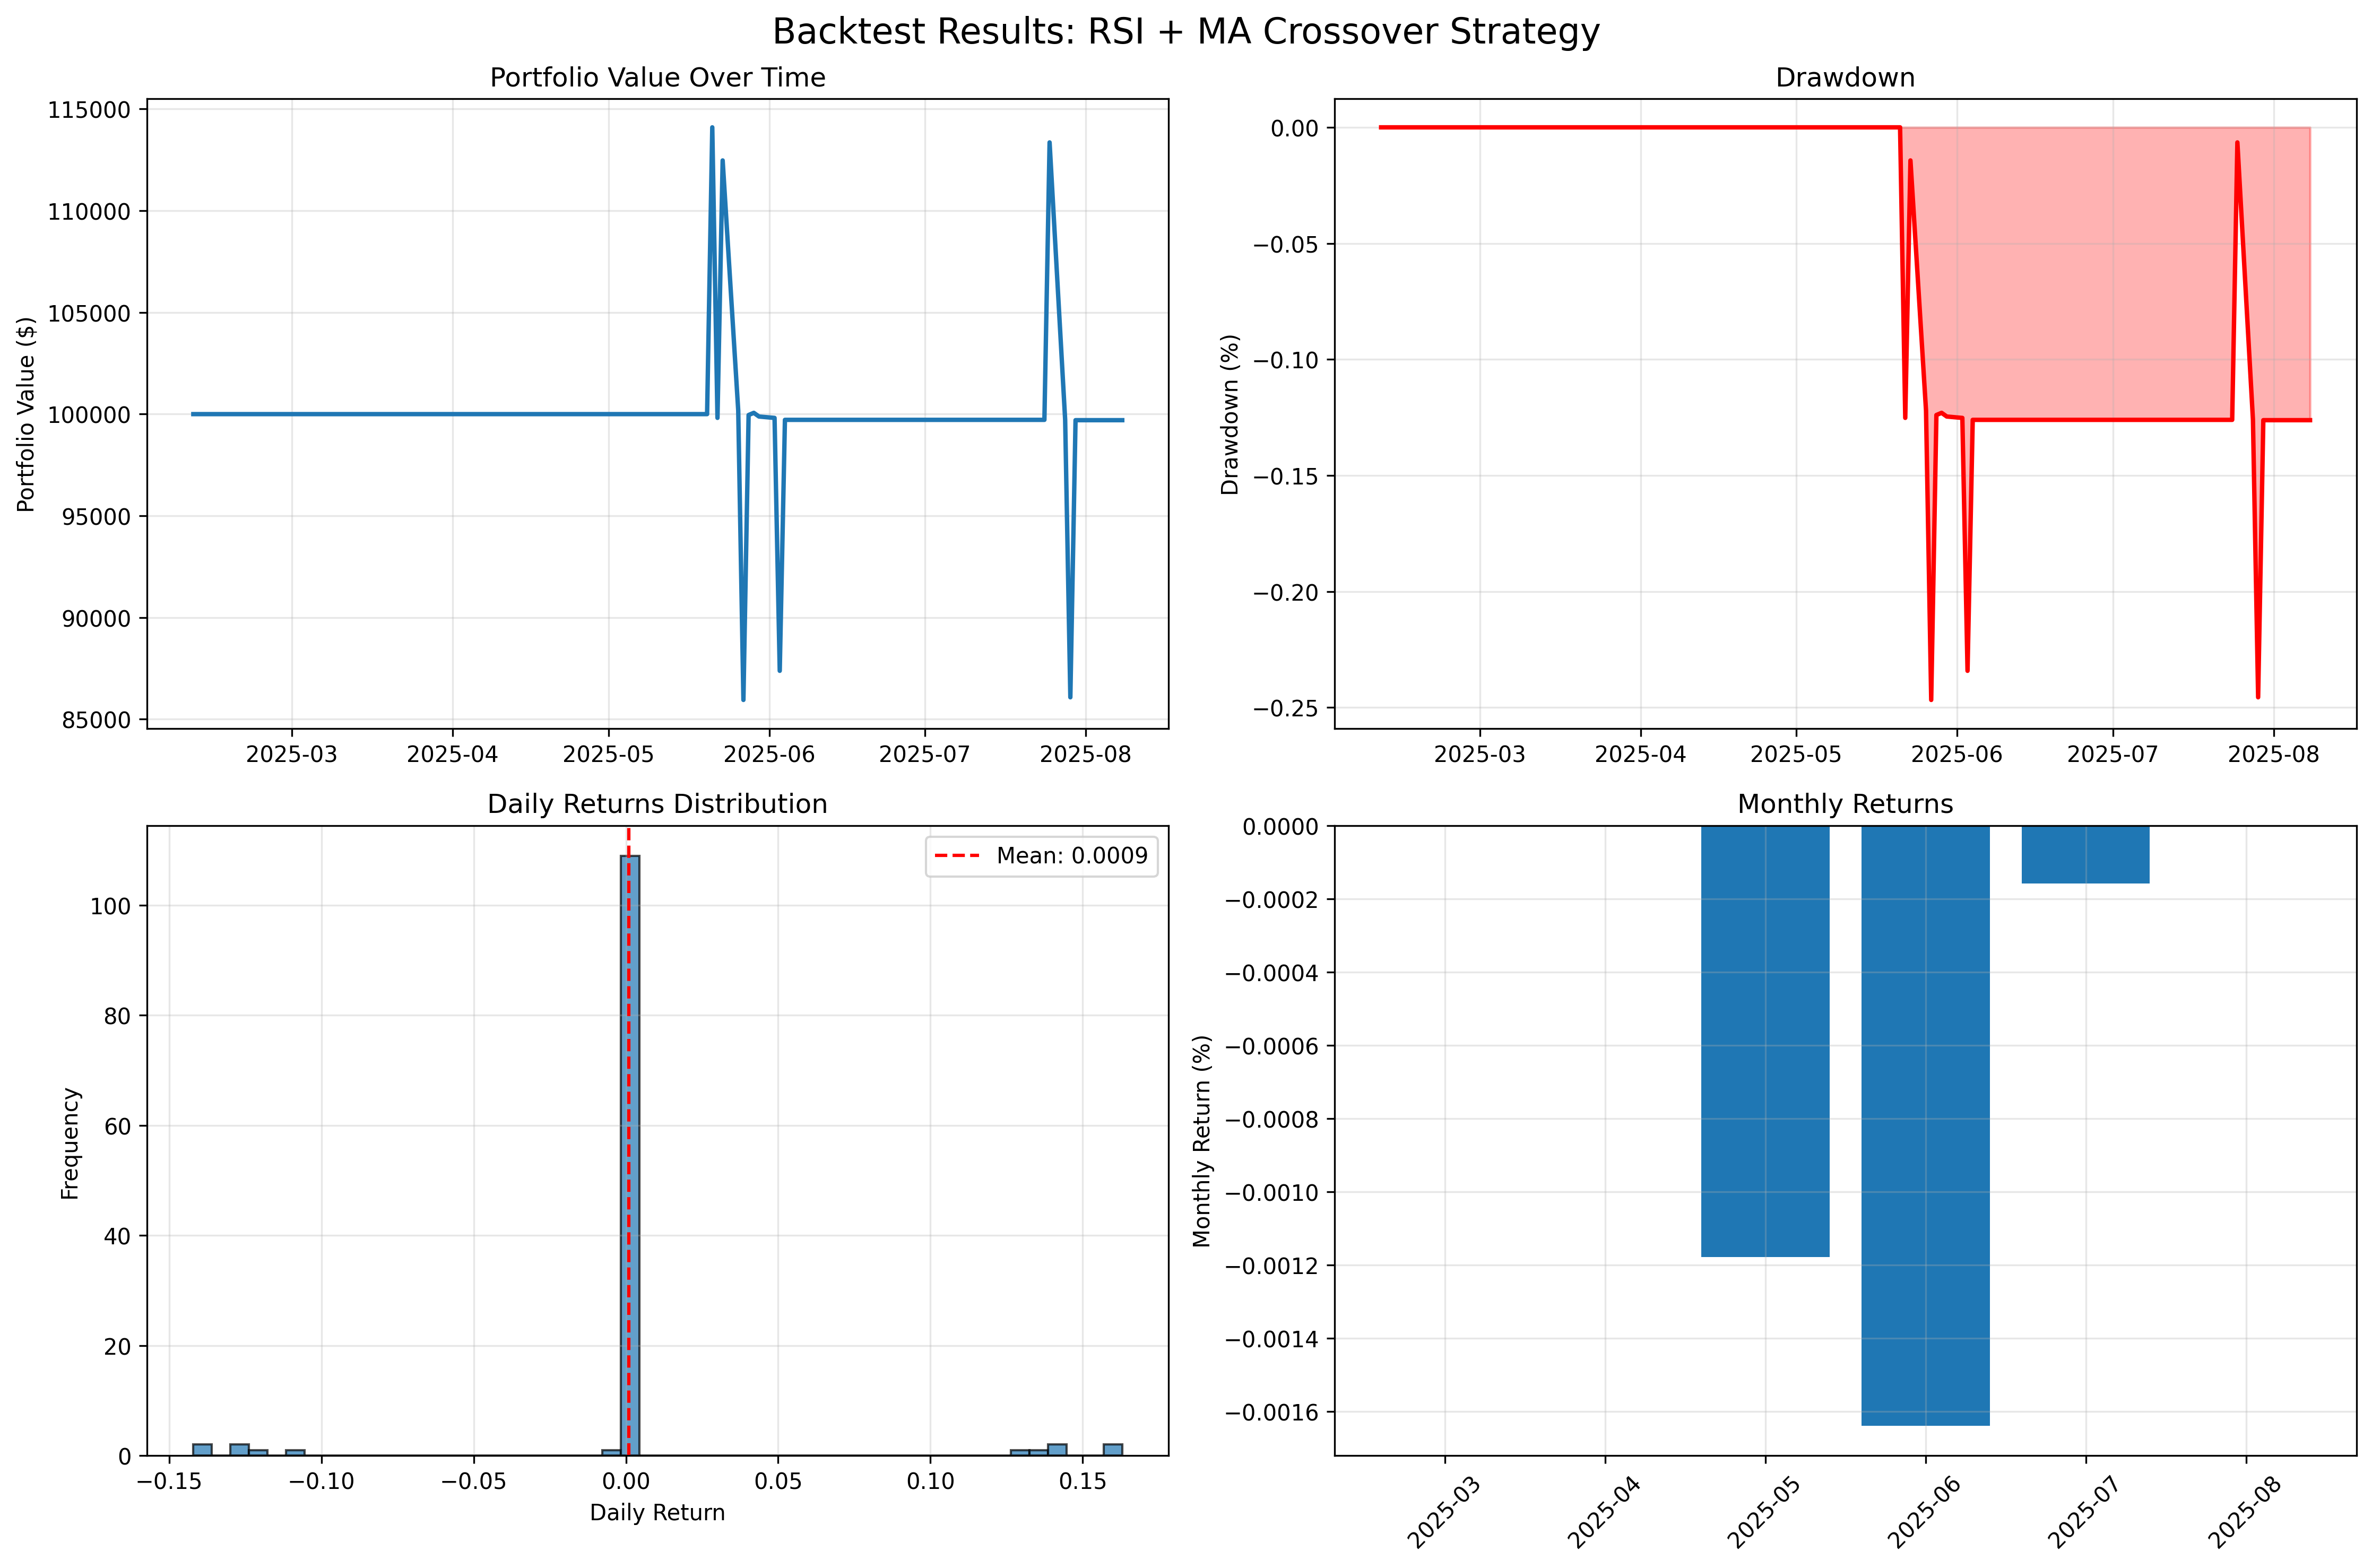 Backtest Results: RSI + MA Crossover Strategy
Portfolio Value Over Time
Portfolio Value ($)
115000
110000
105000
100000
95000
90000
85000
2025-03 2025-04 2025-05 2025-06 2025-07 2025-08
Drawdown
Drawdown (%)
0.00
−0.05
−0.10
−0.15
−0.20
−0.25
2025-03 2025-04 2025-05 2025-06 2025-07 2025-08
Daily Returns Distribution
Mean: 0.0009
Frequency
100
80
60
40
20
0
−0.15 −0.10 −0.05 0.00 0.05 0.10 0.15
Daily Return
Monthly Returns
Monthly Return (%)
0.0000
−0.0002
−0.0004
−0.0006
−0.0008
−0.0010
−0.0012
−0.0014
−0.0016
2025-03 2025-04 2025-05 2025-06 2025-07 2025-08